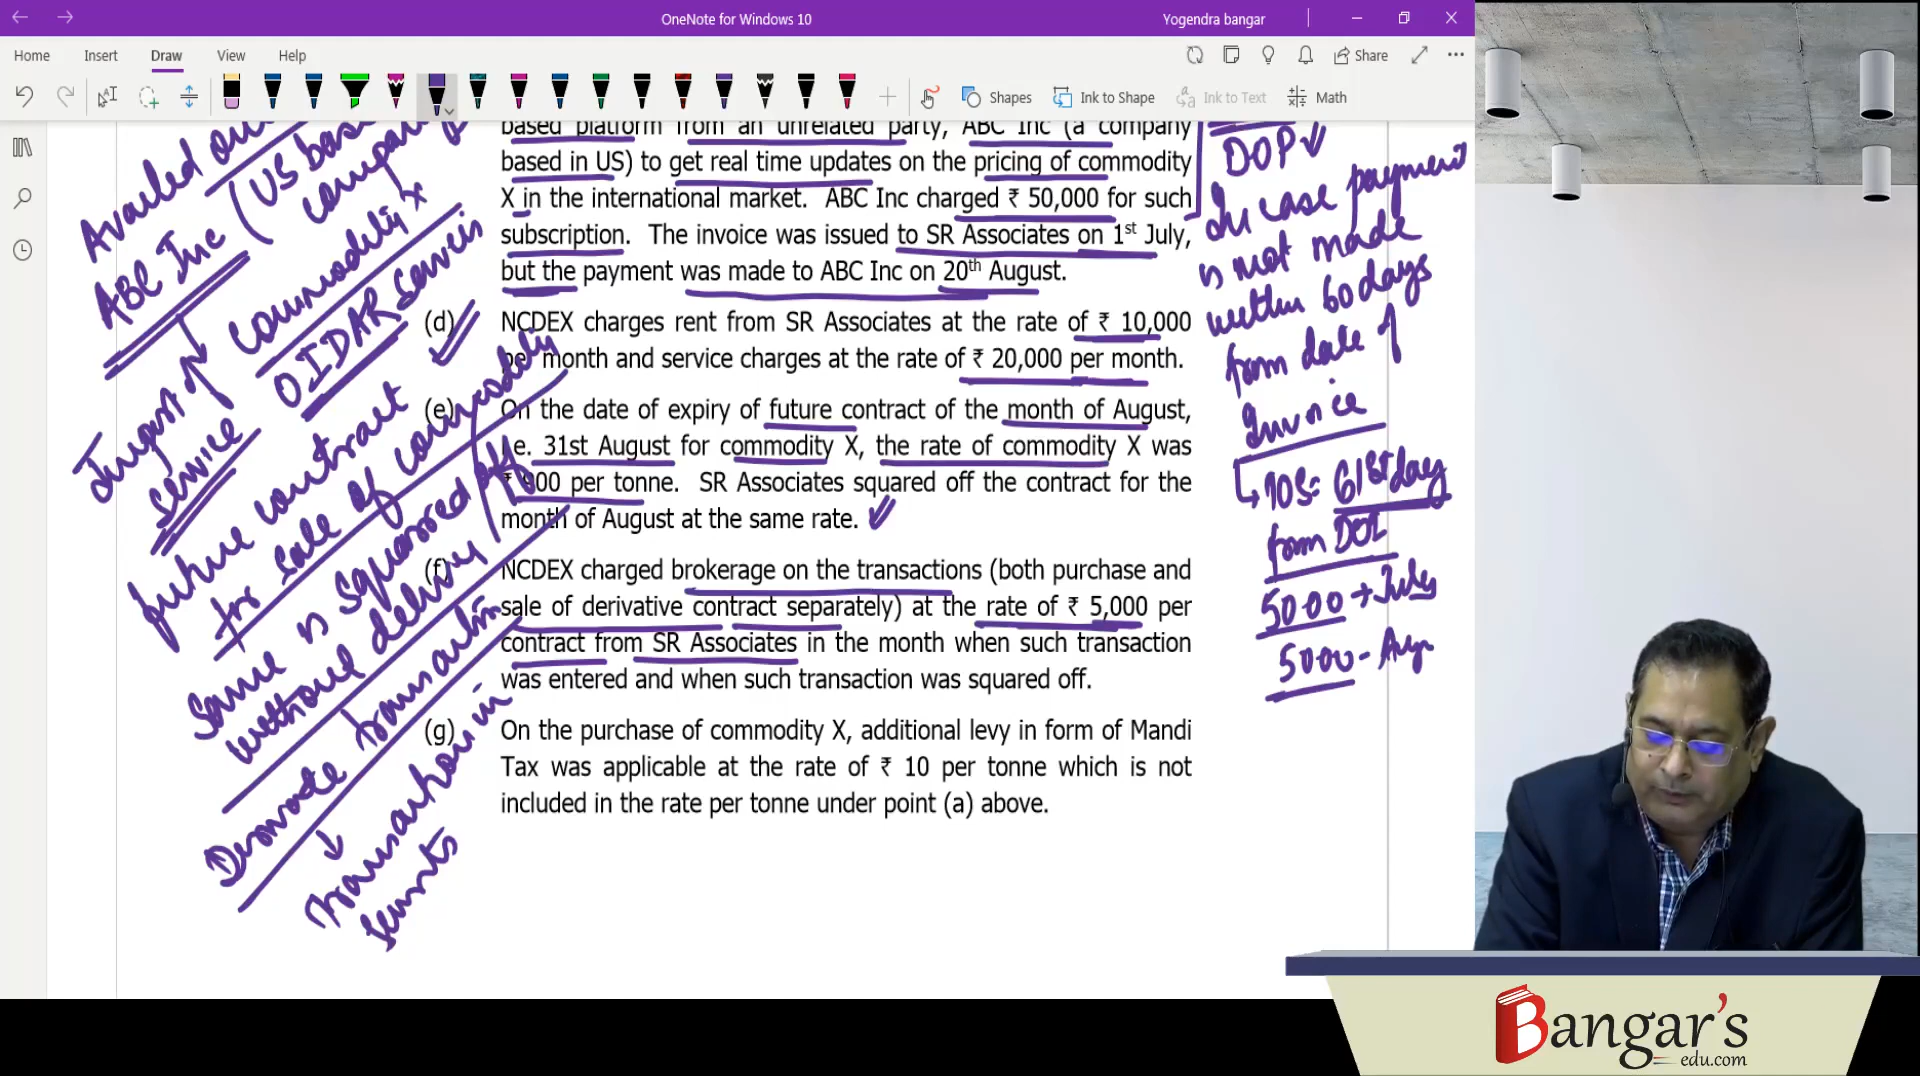 OneNote for Windows 10
Yogendra bangar
Home
Insert
Draw
View
Help
Share
Shapes
Ink to Shape
Ink to Text
Math
based platform from an unrelated party, ABC Inc (a company
based in US) to get real time updates on the pricing of commodity
X in the international market. ABC Inc charged ₹ 50,000 for such
subscription. The invoice was issued to SR Associates on 1st July,
but the payment was made to ABC Inc on 20th August.
(d) NCDEX charges rent from SR Associates at the rate of ₹ 10,000
per month and service charges at the rate of ₹ 20,000 per month.
(e) On the date of expiry of future contract of the month of August,
i.e. 31st August for commodity X, the rate of commodity X was
₹ 900 per tonne. SR Associates squared off the contract for the
month of August at the same rate.
(f) NCDEX charged brokerage on the transactions (both purchase and
sale of derivative contract separately) at the rate of ₹ 5,000 per
contract from SR Associates in the month when such transaction
was entered and when such transaction was squared off.
(g) On the purchase of commodity X, additional levy in form of Mandi
Tax was applicable at the rate of ₹ 10 per tonne which is not
included in the rate per tonne under point (a) above.
Availed
ABC Inc (US based
company
commodity X
OIDAR Services
Import of
service
future contract
for sale of commodity
same is squared off
without delivery
transaction
transaction in
DOP
In case payment
is not made
within 60 days
from date of
Invoice
= 61st day
from DOI
5000 → July
5000 - Aug
Bangar's
edu.com